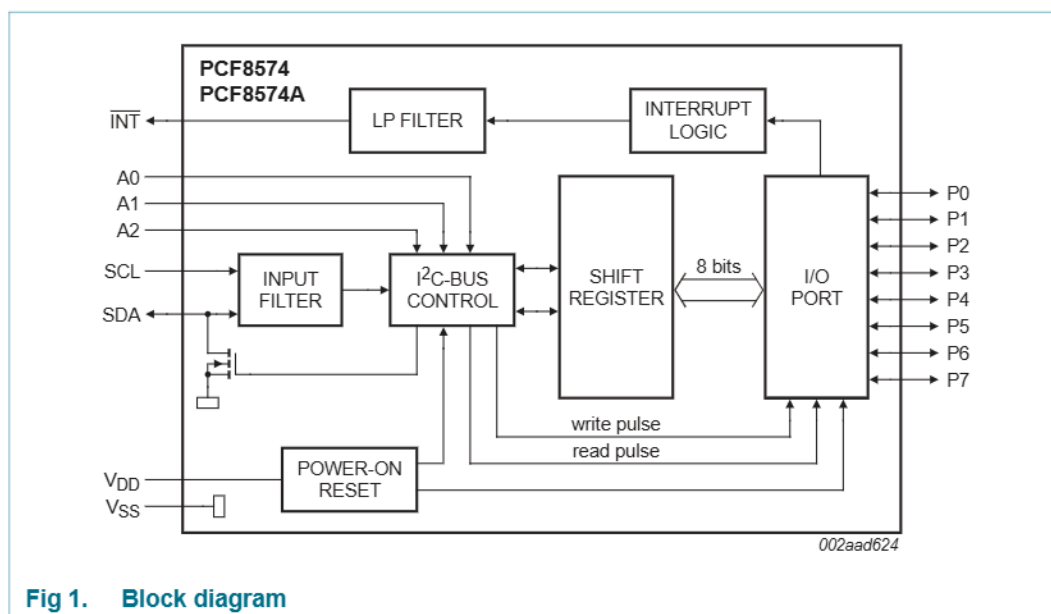 PCF8574
PCF8574A
INT
LP FILTER
INTERRUPT
LOGIC
A0
A1
A2
SCL
SDA
INPUT
FILTER
I²C-BUS
CONTROL
SHIFT
REGISTER
8 bits
I/O
PORT
P0
P1
P2
P3
P4
P5
P6
P7
write pulse
read pulse
POWER-ON
RESET
VDD
VSS
002aad624
Fig 1. Block diagram